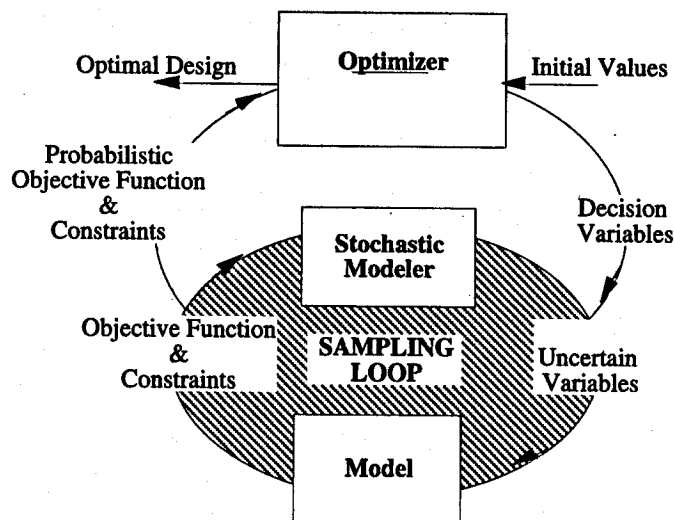 Optimal Design
Optimizer
Initial Values
Probabilistic
Objective Function
&
Constraints
Decision
Variables
Stochastic
Modeler
Objective Function
&
Constraints
SAMPLING
LOOP
Uncertain
Variables
Model